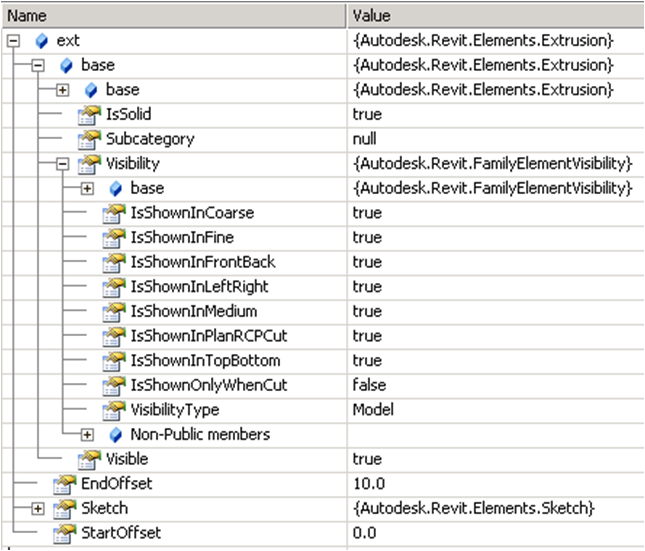 Name Value
ext {Autodesk.Revit.Elements.Extrusion}
base {Autodesk.Revit.Elements.Extrusion}
base {Autodesk.Revit.Elements.Extrusion}
IsSolid true
Subcategory null
Visibility {Autodesk.Revit.FamilyElementVisibility}
base {Autodesk.Revit.FamilyElementVisibility}
IsShownInCoarse true
IsShownInFine true
IsShownInFrontBack true
IsShownInLeftRight true
IsShownInMedium true
IsShownInPlanRCPCut true
IsShownInTopBottom true
IsShownOnlyWhenCut false
VisibilityType Model
Non-Public members
Visible true
EndOffset 10.0
Sketch {Autodesk.Revit.Elements.Sketch}
StartOffset 0.0